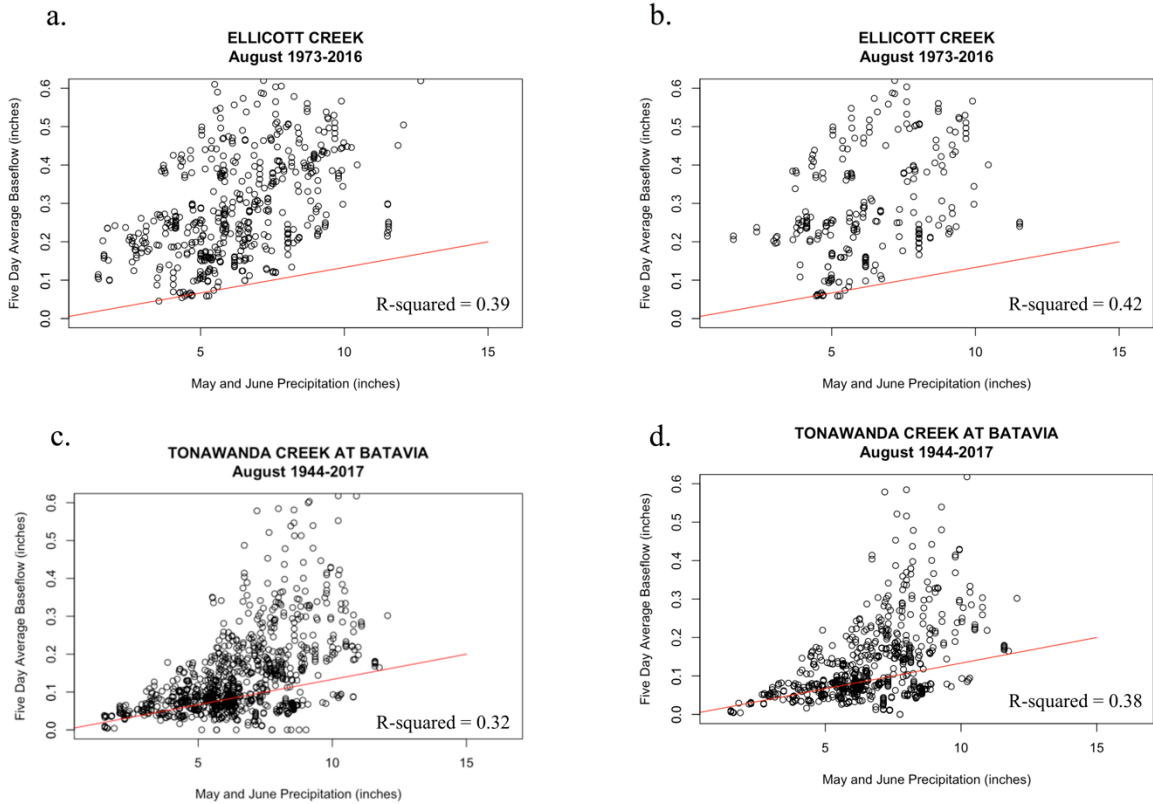 a.
ELLICOTT CREEK
August 1973-2016
Five Day Average Baseflow (inches)
0.6
0.5
0.4
0.3
0.2
0.1
0.0
R-squared = 0.39
5
10
15
May and June Precipitation (inches)
b.
ELLICOTT CREEK
August 1973-2016
Five Day Average Baseflow (inches)
0.6
0.5
0.4
0.3
0.2
0.1
0.0
R-squared = 0.42
5
10
15
May and June Precipitation (inches)
c.
TONAWANDA CREEK AT BATAVIA
August 1944-2017
Five Day Average Baseflow (inches)
0.6
0.5
0.4
0.3
0.2
0.1
0.0
R-squared = 0.32
5
10
15
May and June Precipitation (inches)
d.
TONAWANDA CREEK AT BATAVIA
August 1944-2017
Five Day Average Baseflow (inches)
0.6
0.5
0.4
0.3
0.2
0.1
0.0
R-squared = 0.38
5
10
15
May and June Precipitation (inches)